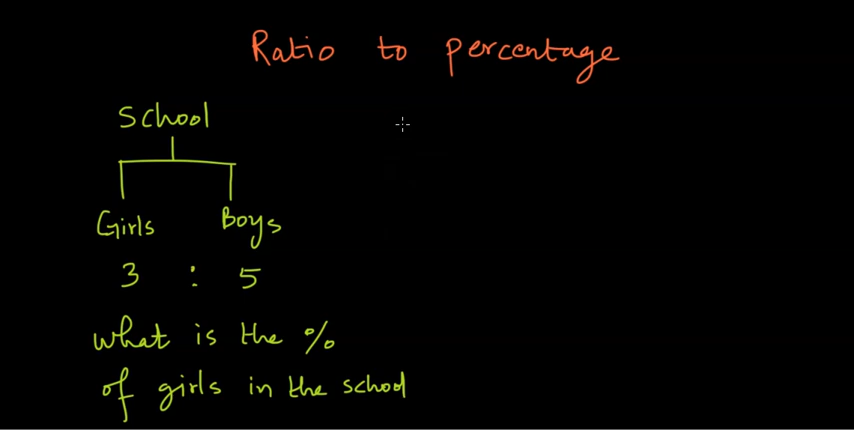 Ratio to percentage
School
Girls Boys
3 : 5
what is the %
of girls in the school